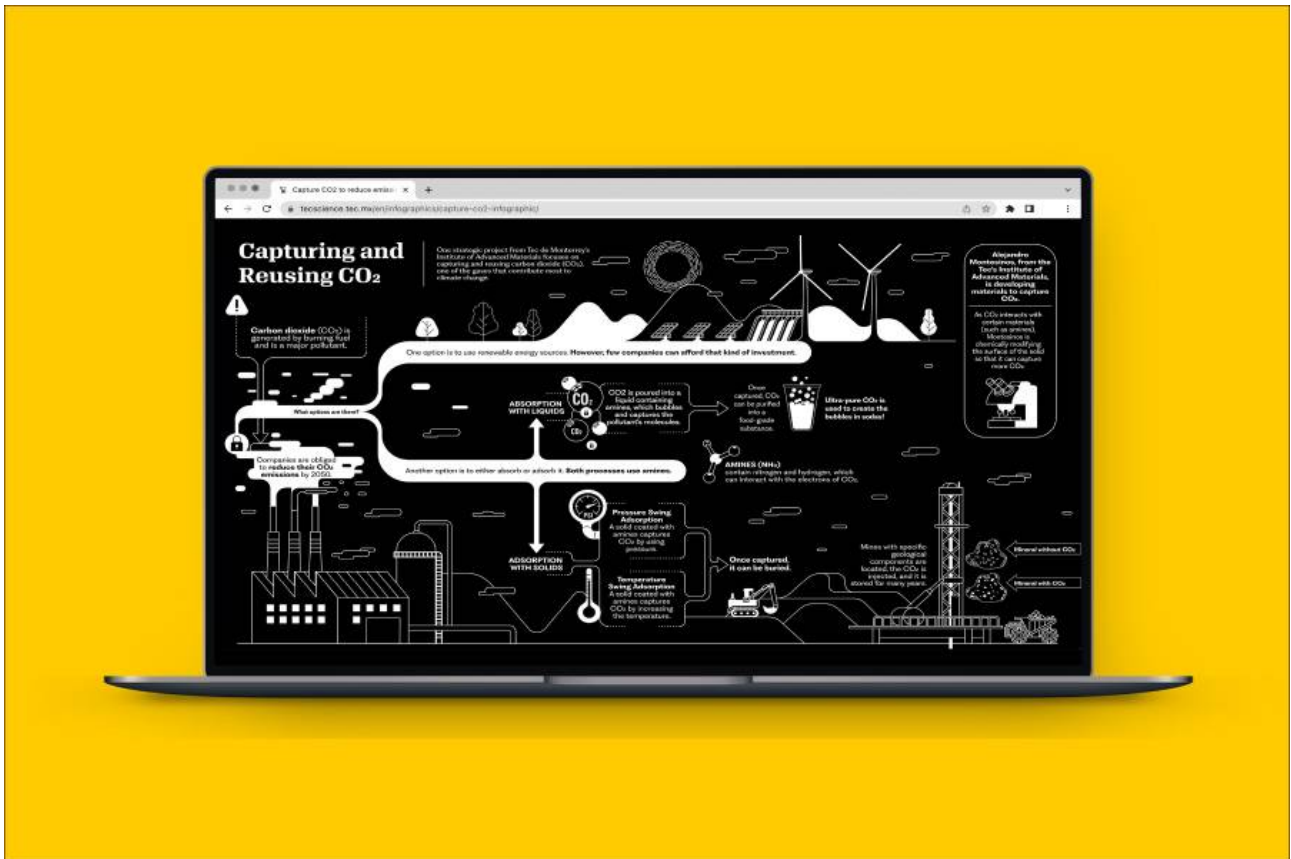 Capture CO2 to reduce emissi
tecscience.tec.mx/en/infographics/capture-co2-infographic/
Capturing and
Reusing CO₂
One strategic project from Tec de Monterrey's
Institute of Advanced Materials focuses on
capturing and reusing carbon dioxide (CO₂),
one of the gases that contribute most to
climate change.
Carbon dioxide (CO₂) is
generated by burning fuel
and is a major pollutant.
What options are there?
Companies are obliged
to reduce their CO₂
emissions by 2050.
One option is to use renewable energy sources. However, few companies can afford that kind of investment.
Another option is to either absorb or adsorb it. Both processes use amines.
ABSORPTION
WITH LIQUIDS
CO₂
CO₂
CO2 is poured into a
liquid containing
amines, which bubbles
and captures the
pollutant's molecules.
Once
captured, CO₂
can be purified
into a
food-grade
substance.
Ultra-pure CO₂ is
used to create the
bubbles in sodas!
AMINES (NH₂)
contain nitrogen and hydrogen, which
can interact with the electrons of CO₂.
ADSORPTION
WITH SOLIDS
PSI
Pressure Swing
Adsorption
A solid coated with
amines captures
CO₂ by using
pressure.
Temperature
Swing Adsorption
A solid coated with
amines captures
CO₂ by increasing
the temperature.
Once captured,
it can be buried.
Mines with specific
geological
components are
located, the CO₂ is
injected, and it is
stored for many years.
Mineral without CO₂
Mineral with CO₂
Alejandro
Montesinos, from the
Tec's Institute of
Advanced Materials,
is developing
materials to capture
CO₂.
As CO₂ interacts with
certain materials
(such as amines),
Montesinos is
chemically modifying
the surface of the solid
so that it can capture
more CO₂.